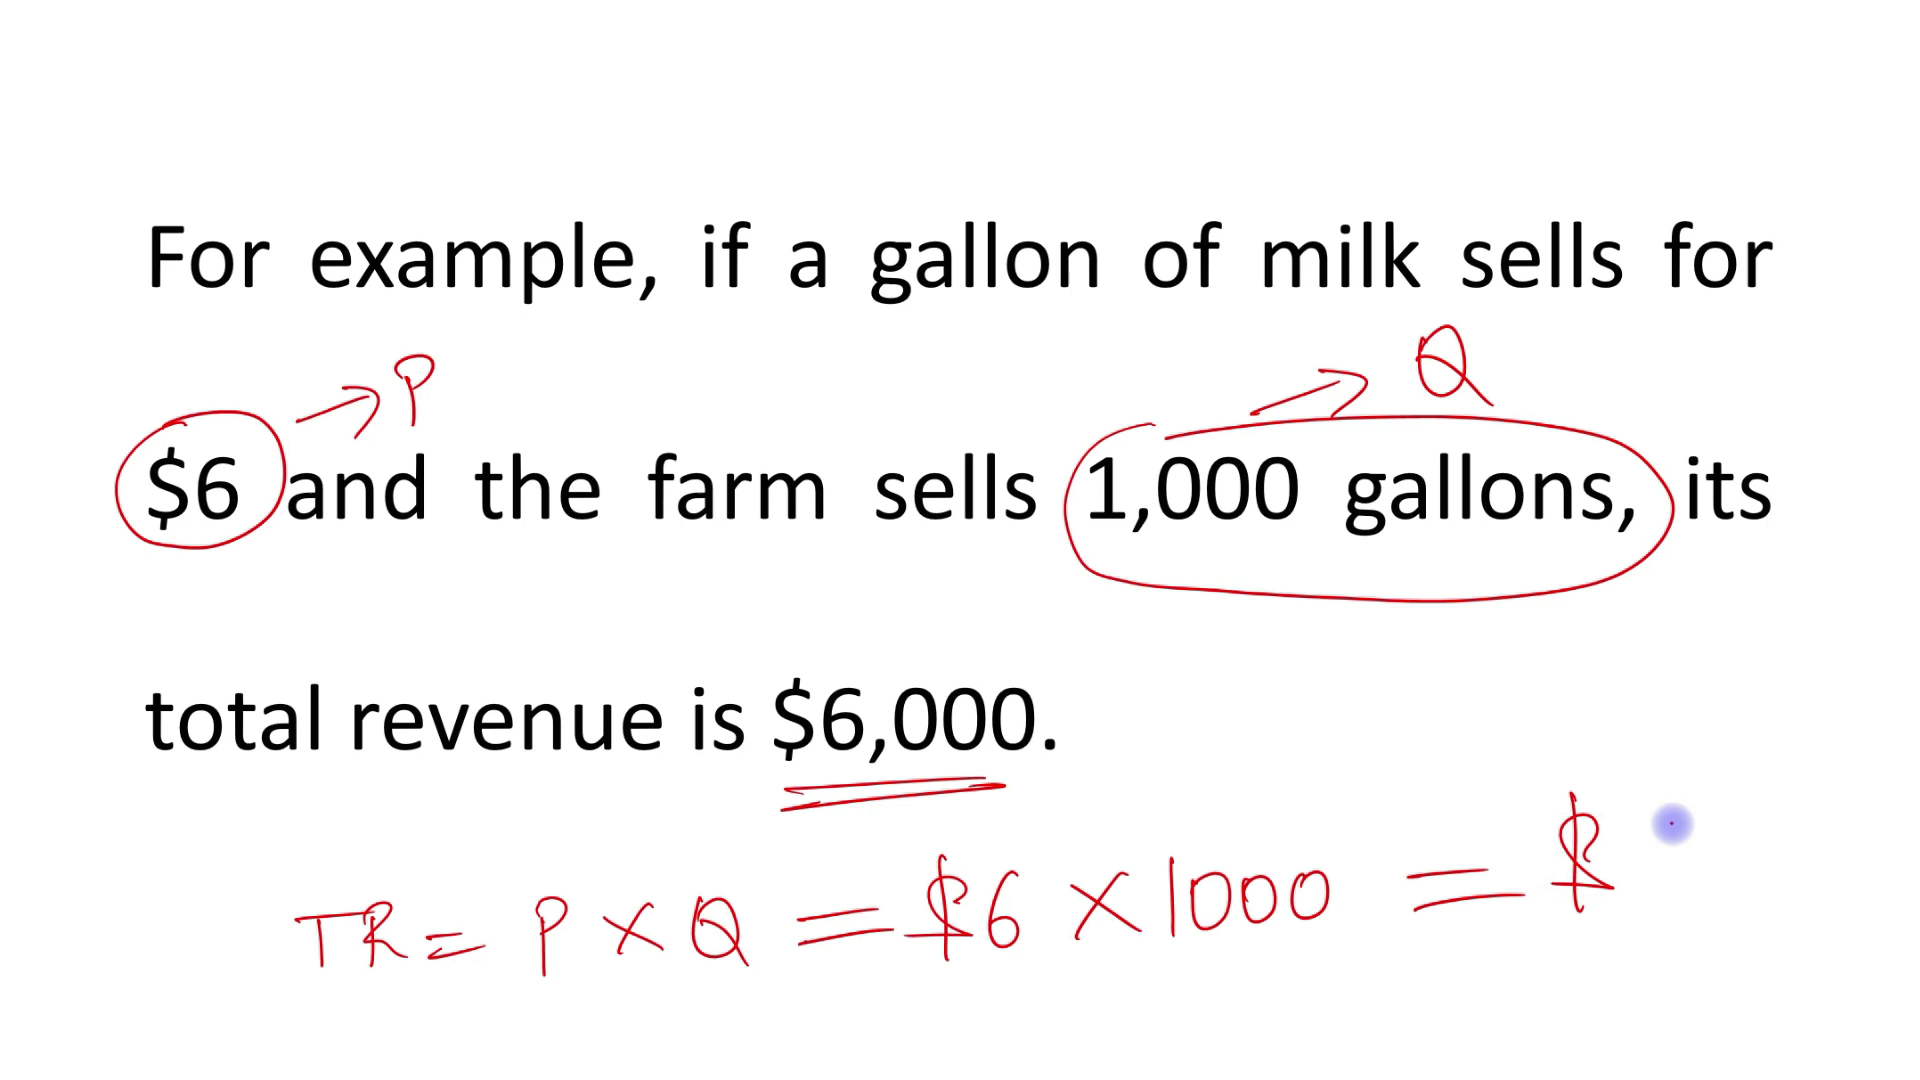 For example, if a gallon of milk sells for
P Q
$6 and the farm sells 1,000 gallons, its
total revenue is $6,000.
TR = P × Q = $6 × 1000 = $